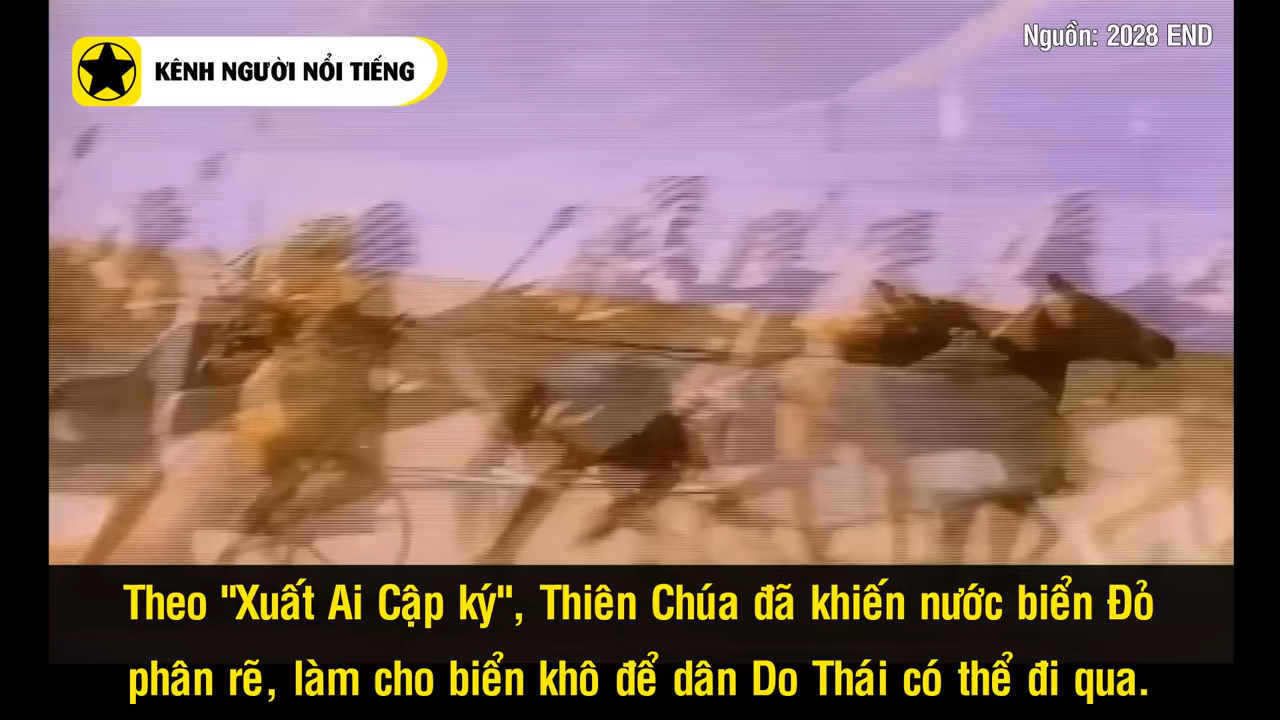 Nguồn: 2028 END
KÊNH NGƯỜI NỔI TIẾNG
Theo "Xuất Ai Cập ký", Thiên Chúa đã khiến nước biển Đỏ
phân rẽ, làm cho biển khô để dân Do Thái có thể đi qua.